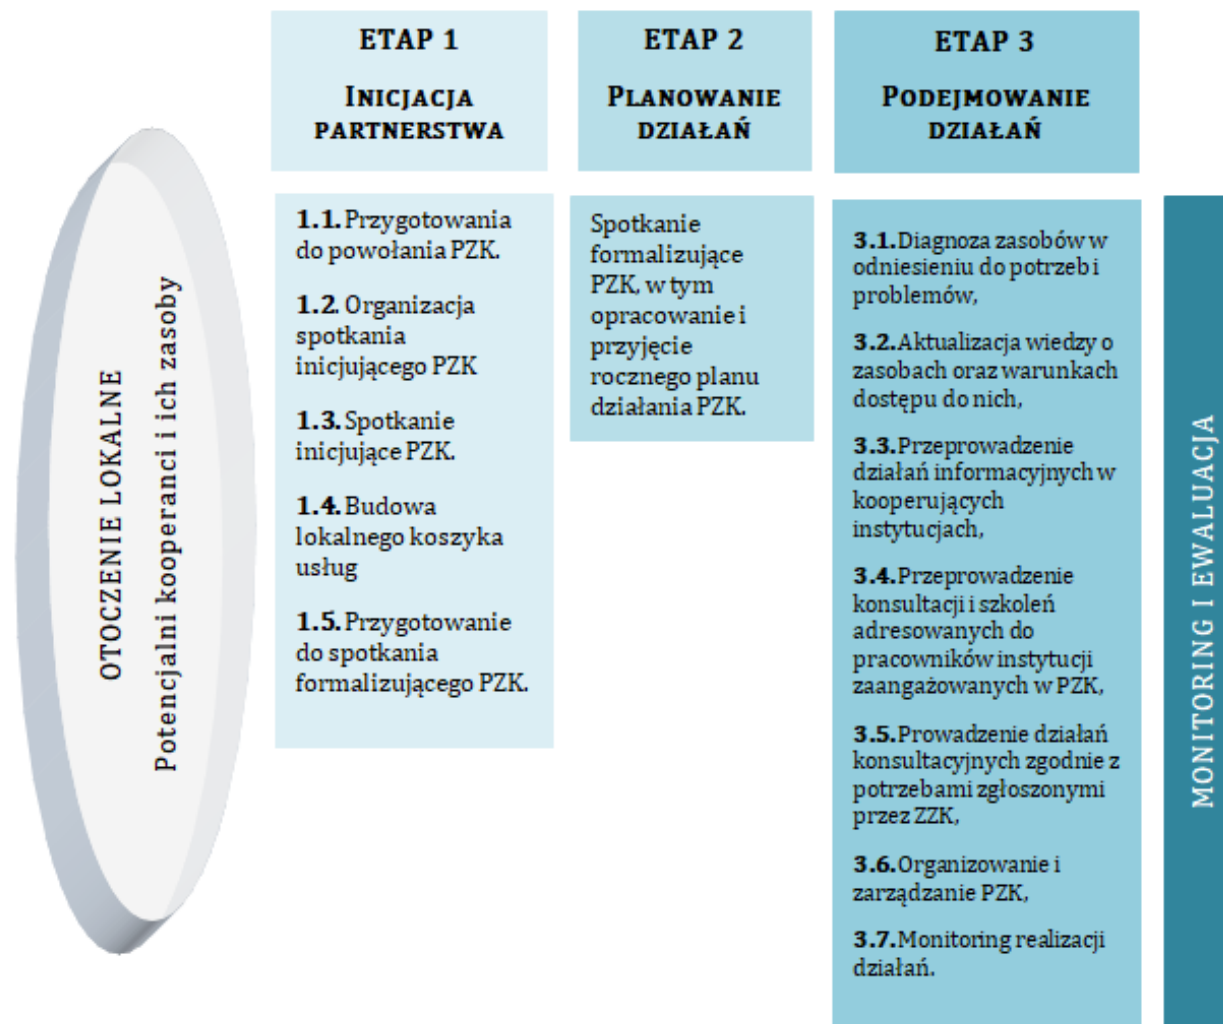 OTOCZENIE LOKALNE
Potencjalni kooperanci i ich zasoby
ETAP 1
INICJACJA
PARTNERSTWA
1.1. Przygotowania
do powołania PZK.
1.2. Organizacja
spotkania
inicjującego PZK
1.3. Spotkanie
inicjujące PZK.
1.4. Budowa
lokalnego koszyka
usług
1.5. Przygotowanie
do spotkania
formalizującego PZK.
ETAP 2
PLANOWANIE
DZIAŁAŃ
Spotkanie
formalizujące
PZK, w tym
opracowanie i
przyjęcie
rocznego planu
działania PZK.
ETAP 3
PODEJMOWANIE
DZIAŁAŃ
3.1. Diagnoza zasobów w
odniesieniu do potrzeb i
problemów,
3.2. Aktualizacja wiedzy o
zasobach oraz warunkach
dostępu do nich,
3.3. Przeprowadzenie
działań informacyjnych w
kooperujących
instytucjach,
3.4. Przeprowadzenie
konsultacji i szkoleń
adresowanych do
pracowników instytucji
zaangażowanych w PZK,
3.5. Prowadzenie działań
konsultacyjnych zgodnie z
potrzebami zgłoszonymi
przez ZZK,
3.6. Organizowanie i
zarządzanie PZK,
3.7. Monitoring realizacji
działań.
MONITORING I EWALUACJA